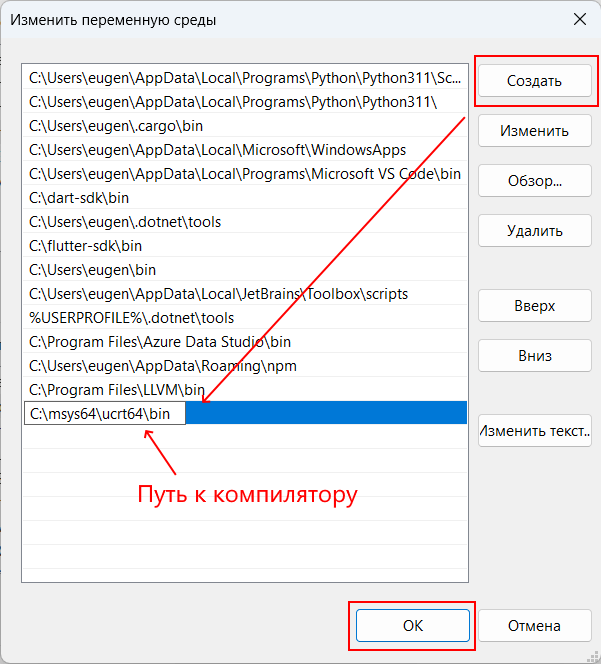 Изменить переменную среды
C:\Users\eugen\AppData\Local\Programs\Python\Python311\Sc...
C:\Users\eugen\AppData\Local\Programs\Python\Python311\
C:\Users\eugen\.cargo\bin
C:\Users\eugen\AppData\Local\Microsoft\WindowsApps
C:\Users\eugen\AppData\Local\Programs\Microsoft VS Code\bin
C:\dart-sdk\bin
C:\Users\eugen\.dotnet\tools
C:\flutter-sdk\bin
C:\Users\eugen\bin
C:\Users\eugen\AppData\Local\JetBrains\Toolbox\scripts
%USERPROFILE%\.dotnet\tools
C:\Program Files\Azure Data Studio\bin
C:\Users\eugen\AppData\Roaming\npm
C:\Program Files\LLVM\bin
C:\msys64\ucrt64\bin
Путь к компилятору
Создать
Изменить
Обзор...
Удалить
Вверх
Вниз
Изменить текст...
ОК
Отмена